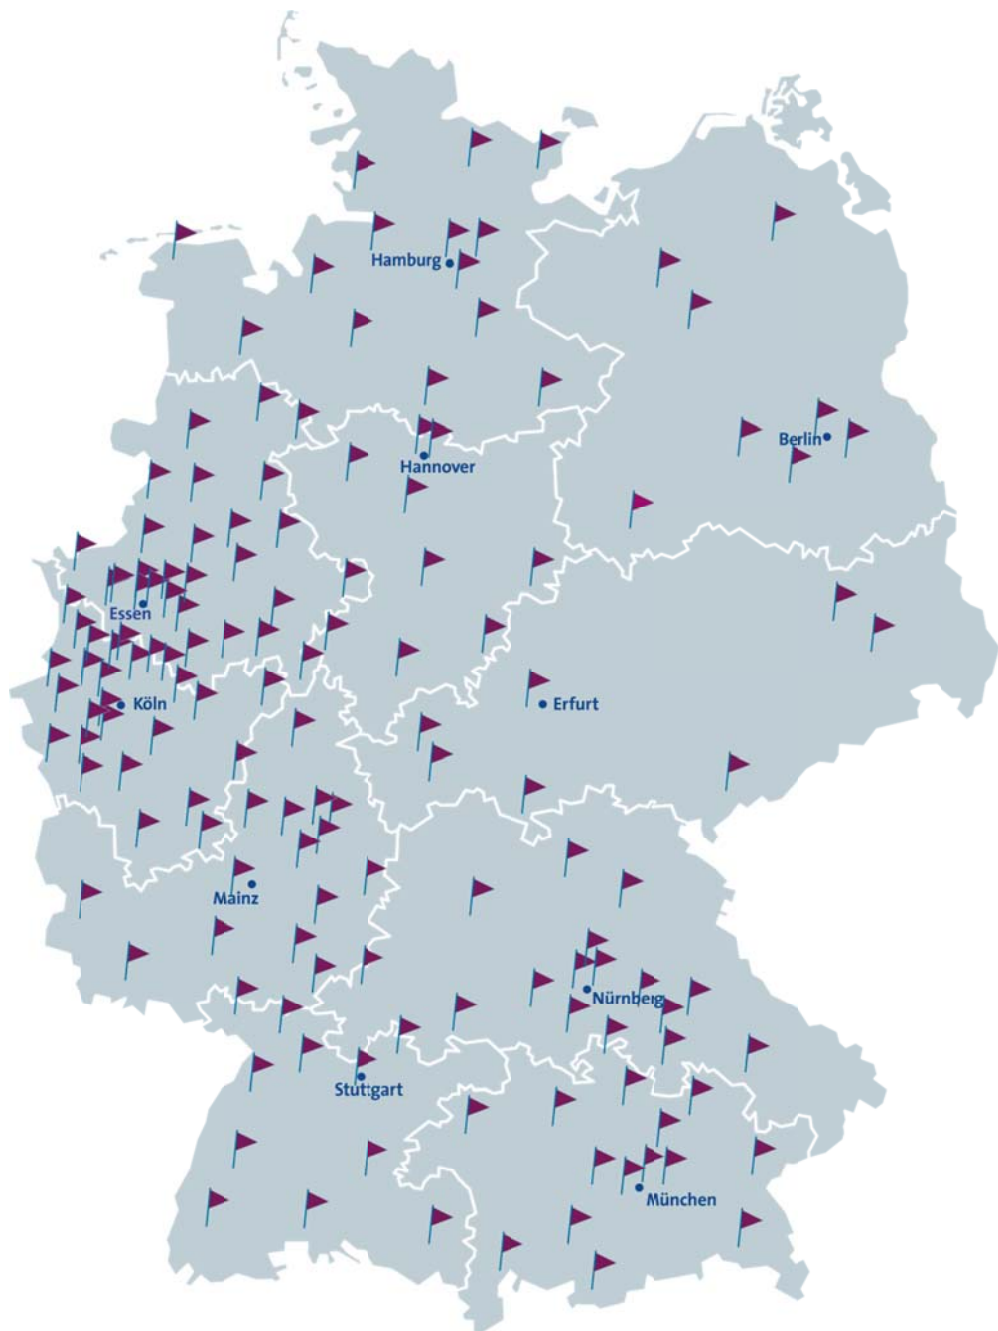 Hamburg
Berlin
Hannover
Essen
Köln
Erfurt
Mainz
Nürnberg
Stuttgart
München